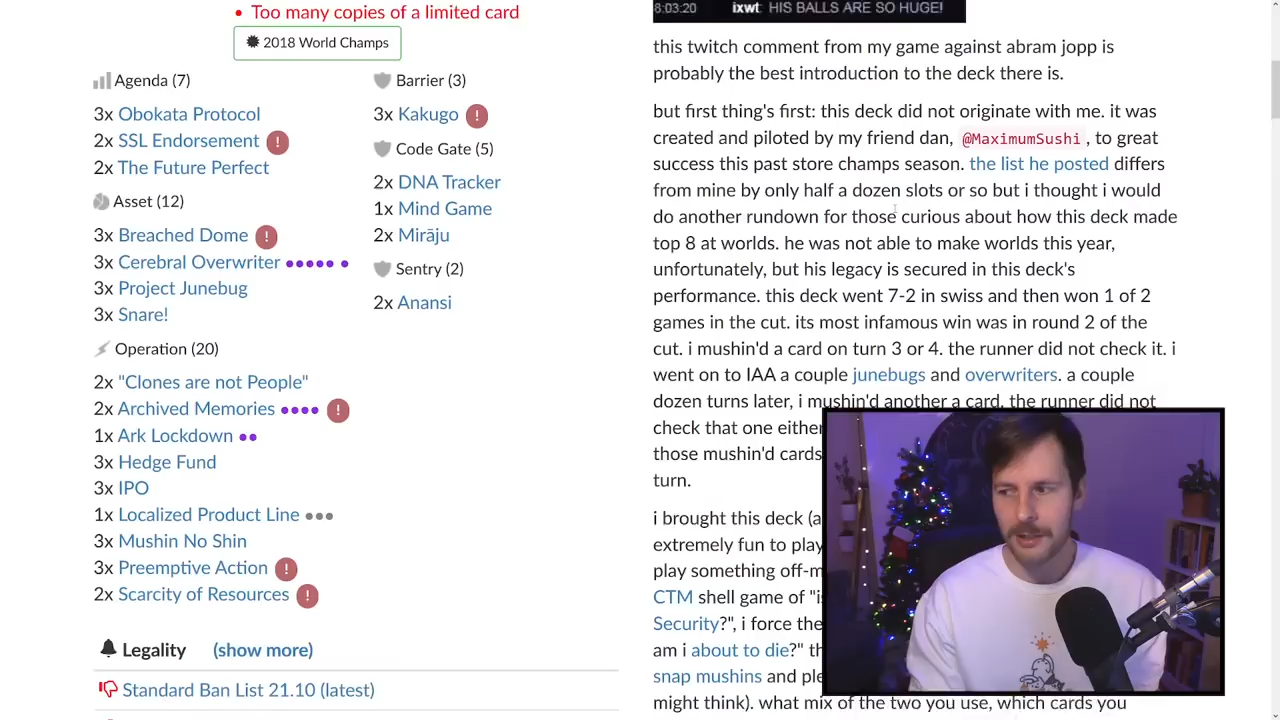 Too many copies of a limited card
2018 World Champs
Agenda (7)
3x Obokata Protocol
2x SSL Endorsement !
2x The Future Perfect
Asset (12)
3x Breached Dome !
3x Cerebral Overwriter ●●●●● ●
3x Project Junebug
3x Snare!
Operation (20)
2x "Clones are not People"
2x Archived Memories ●●●● !
1x Ark Lockdown ●●
3x Hedge Fund
3x IPO
1x Localized Product Line ●●●
3x Mushin No Shin
3x Preemptive Action !
2x Scarcity of Resources !
Barrier (3)
3x Kakugo !
Code Gate (5)
2x DNA Tracker
1x Mind Game
2x Mirāju
Sentry (2)
2x Anansi
Legality (show more)
Standard Ban List 21.10 (latest)
8:03:20 ixwt HIS BALLS ARE SO HUGE!
this twitch comment from my game against abram jopp is
probably the best introduction to the deck there is.
but first thing's first: this deck did not originate with me. it was
created and piloted by my friend dan, @MaximumSushi , to great
success this past store champs season. the list he posted differs
from mine by only half a dozen slots or so but i thought i would
do another rundown for those curious about how this deck made
top 8 at worlds. he was not able to make worlds this year,
unfortunately, but his legacy is secured in this deck's
performance. this deck went 7-2 in swiss and then won 1 of 2
games in the cut. its most infamous win was in round 2 of the
cut. i mushin'd a card on turn 3 or 4. the runner did not check it. i
went on to IAA a couple junebugs and overwriters. a couple
dozen turns later, i mushin'd another a card. the runner did not
check that one either
those mushin'd cards
turn.
i brought this deck (a
extremely fun to play
play something off-m
CTM shell game of "is
Security?", i force the
am i about to die?" th
snap mushins and ple
might think). what mix of the two you use, which cards you